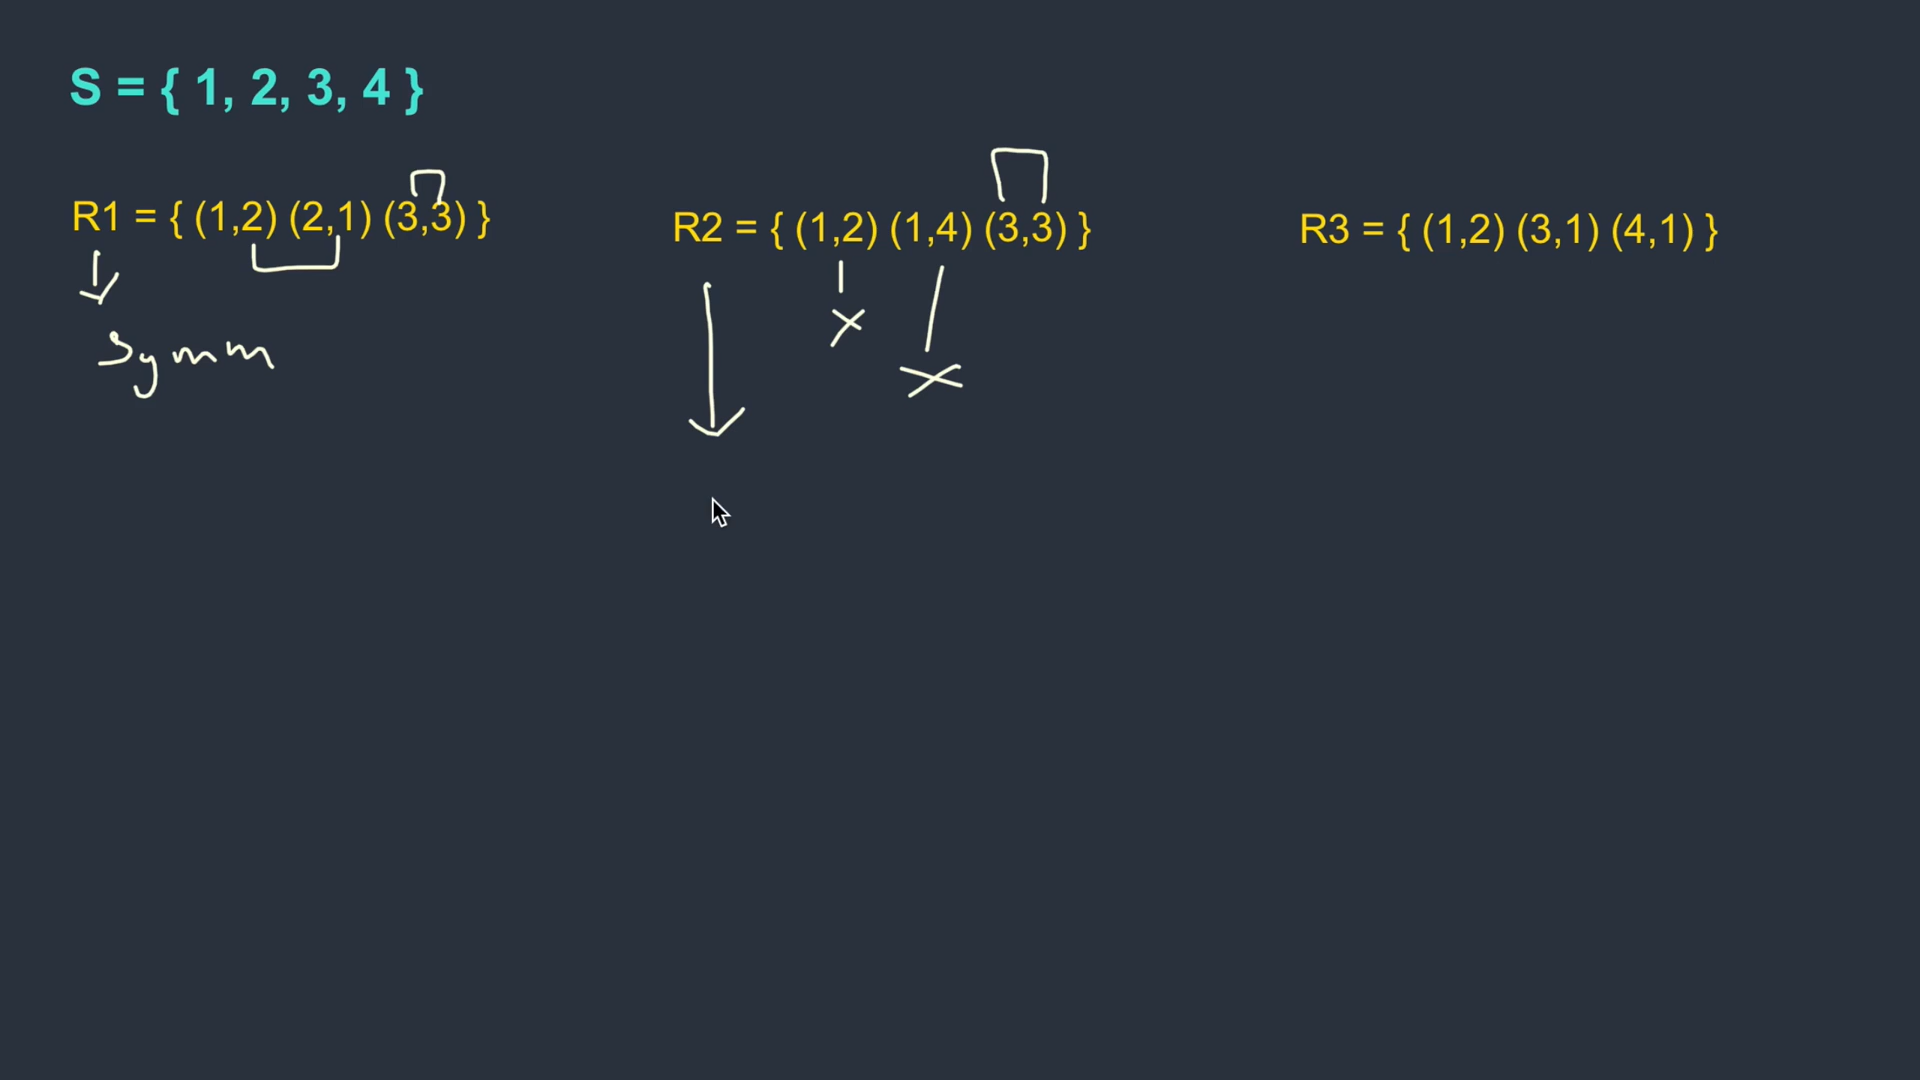 S = { 1, 2, 3, 4 }
R1 = { (1,2) (2,1) (3,3) }
R2 = { (1,2) (1,4) (3,3) }
R3 = { (1,2) (3,1) (4,1) }
Symm